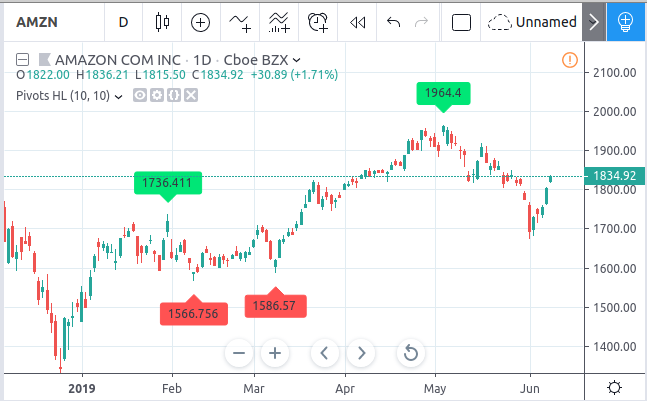 AMZN D Unnamed
AMAZON COM INC · 1D · Cboe BZX
O1822.00 H1836.21 L1815.50 C1834.92 +30.89 (+1.71%)
Pivots HL (10, 10)
2100.00
1964.4
2000.00
1900.00
1736.411
1834.92
1800.00
1700.00
1600.00
1566.756
1586.57
1500.00
1400.00
2019 Feb Mar Apr May Jun